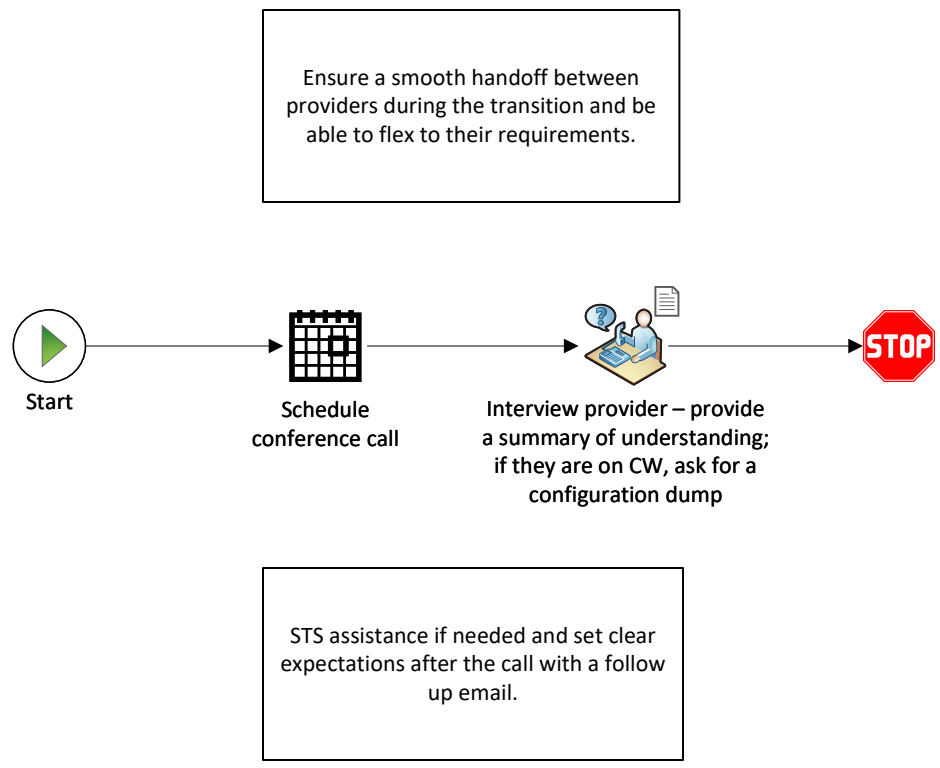 Ensure a smooth handoff between
providers during the transition and be
able to flex to their requirements.
?
STOP
Start
Schedule
conference call
Interview provider – provide
a summary of understanding;
if they are on CW, ask for a
configuration dump
STS assistance if needed and set clear
expectations after the call with a follow
up email.